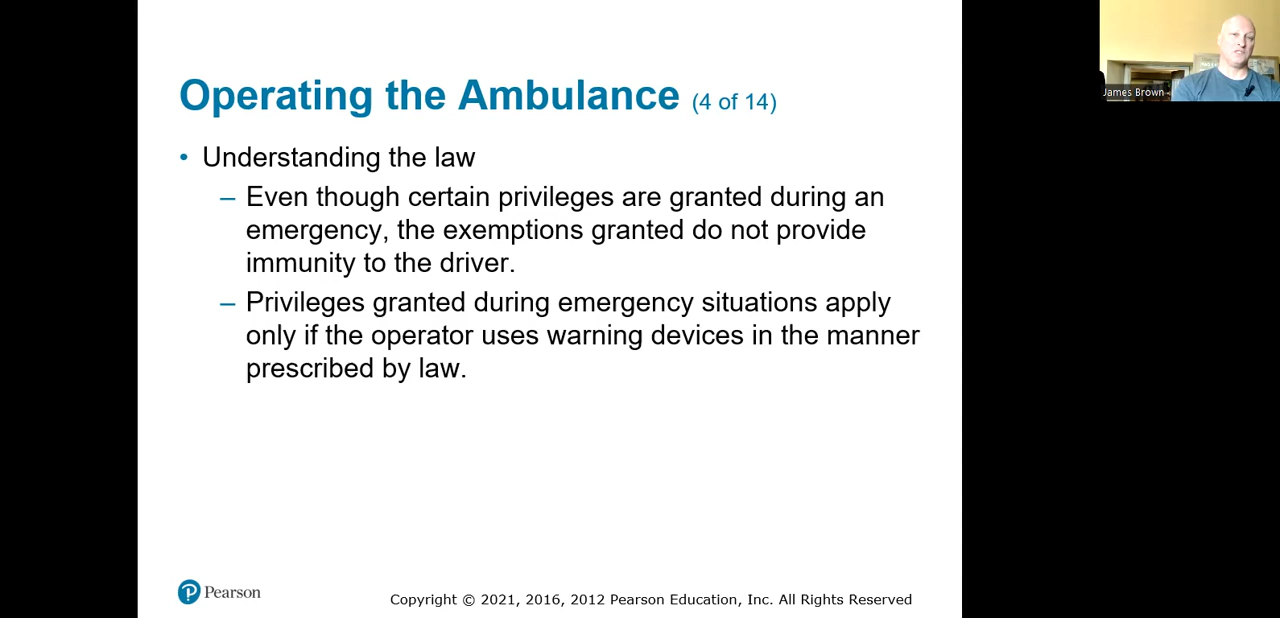 Operating the Ambulance (4 of 14)
• Understanding the law
– Even though certain privileges are granted during an
emergency, the exemptions granted do not provide
immunity to the driver.
– Privileges granted during emergency situations apply
only if the operator uses warning devices in the manner
prescribed by law.
Pearson
Copyright © 2021, 2016, 2012 Pearson Education, Inc. All Rights Reserved
James Brown